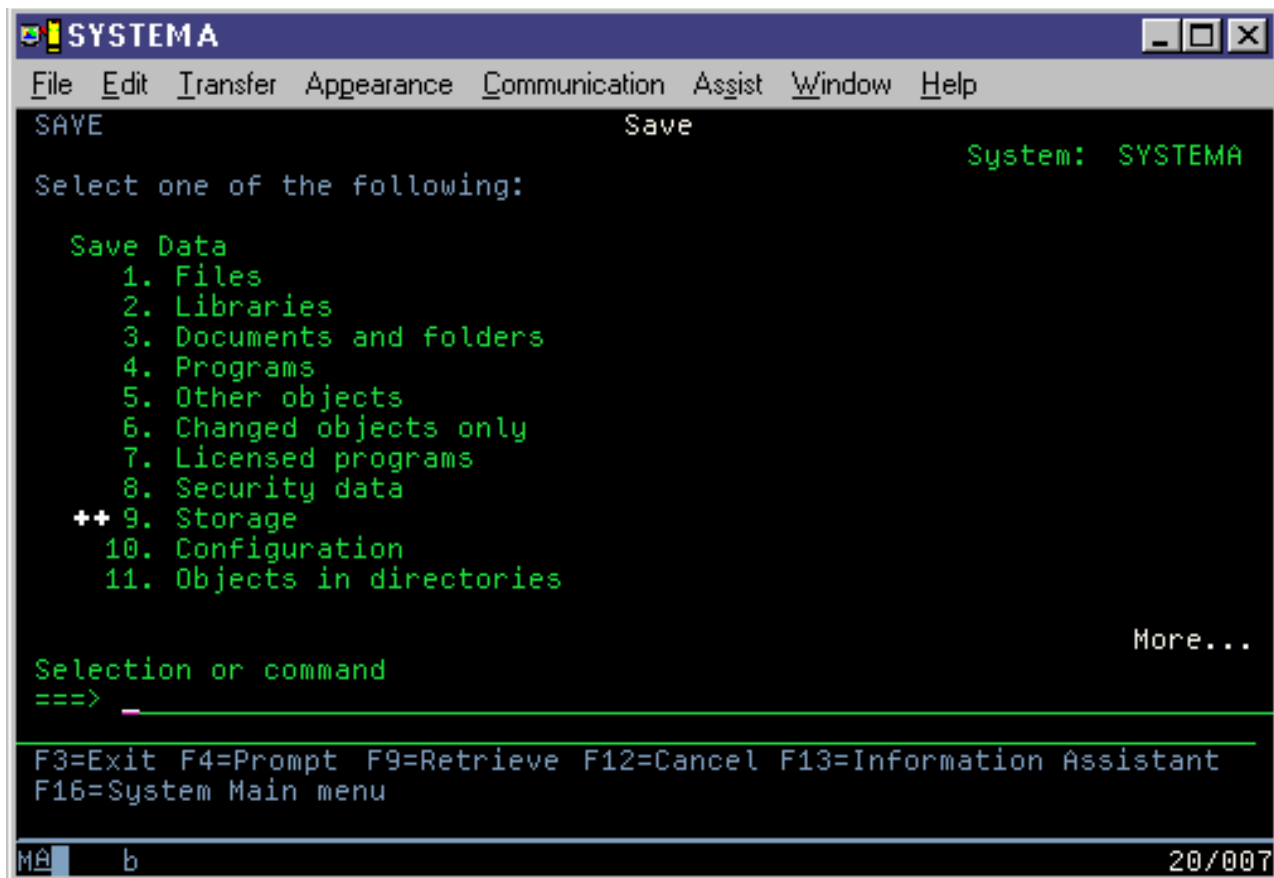 SYSTEMA
File Edit Transfer Appearance Communication Assist Window Help
SAVE Save
System: SYSTEMA
Select one of the following:
Save Data
1. Files
2. Libraries
3. Documents and folders
4. Programs
5. Other objects
6. Changed objects only
7. Licensed programs
8. Security data
++ 9. Storage
10. Configuration
11. Objects in directories
More...
Selection or command
===> _
F3=Exit F4=Prompt F9=Retrieve F12=Cancel F13=Information Assistant
F16=System Main menu
MA b 20/007